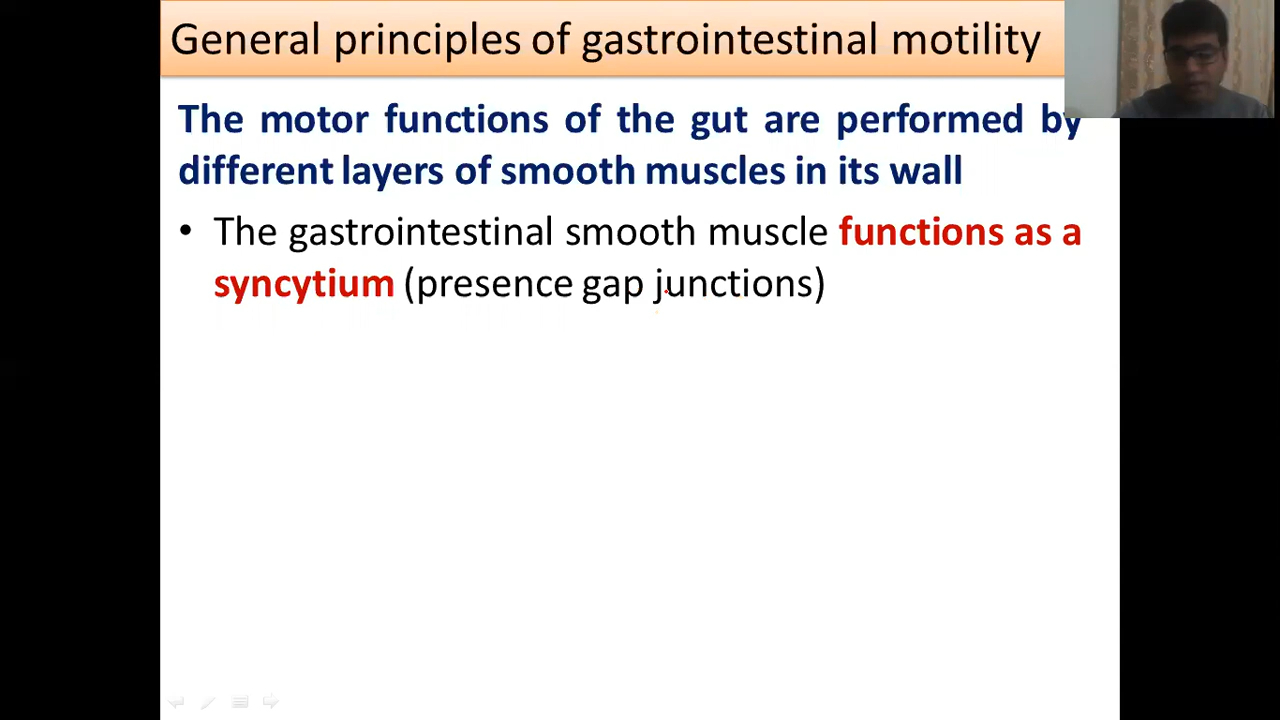 General principles of gastrointestinal motility
The motor functions of the gut are performed by
different layers of smooth muscles in its wall
• The gastrointestinal smooth muscle functions as a
syncytium (presence gap junctions)